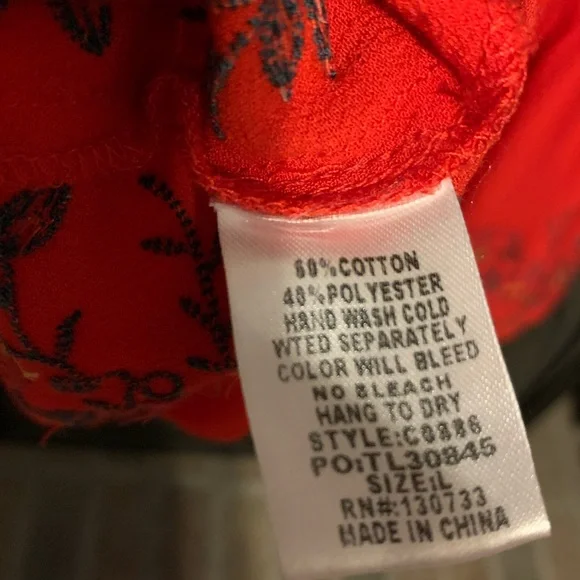 60%COTTON
40%POLYESTER
HAND WASH COLD
WTED SEPARATELY
COLOR WILL BLEED
NO BLEACH
HANG TO DRY
STYLE:C0886
PO:TL30845
SIZE:L
RN#:130733
MADE IN CHINA